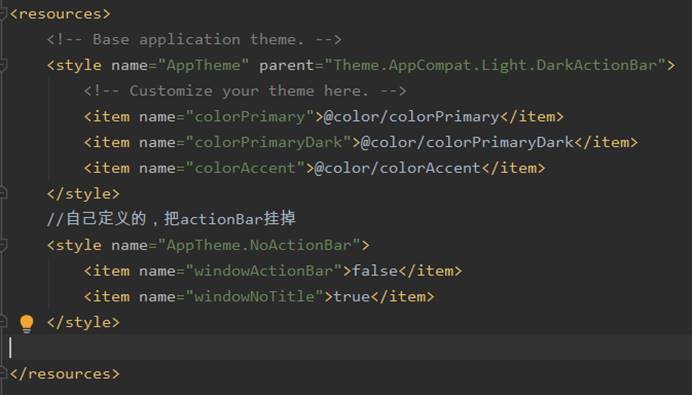 <resources>
<!-- Base application theme. -->
<style name="AppTheme" parent="Theme.AppCompat.Light.DarkActionBar">
<!-- Customize your theme here. -->
<item name="colorPrimary">@color/colorPrimary</item>
<item name="colorPrimaryDark">@color/colorPrimaryDark</item>
<item name="colorAccent">@color/colorAccent</item>
</style>
//自己定义的，把actionBar挂掉
<style name="AppTheme.NoActionBar">
<item name="windowActionBar">false</item>
<item name="windowNoTitle">true</item>
</style>
</resources>